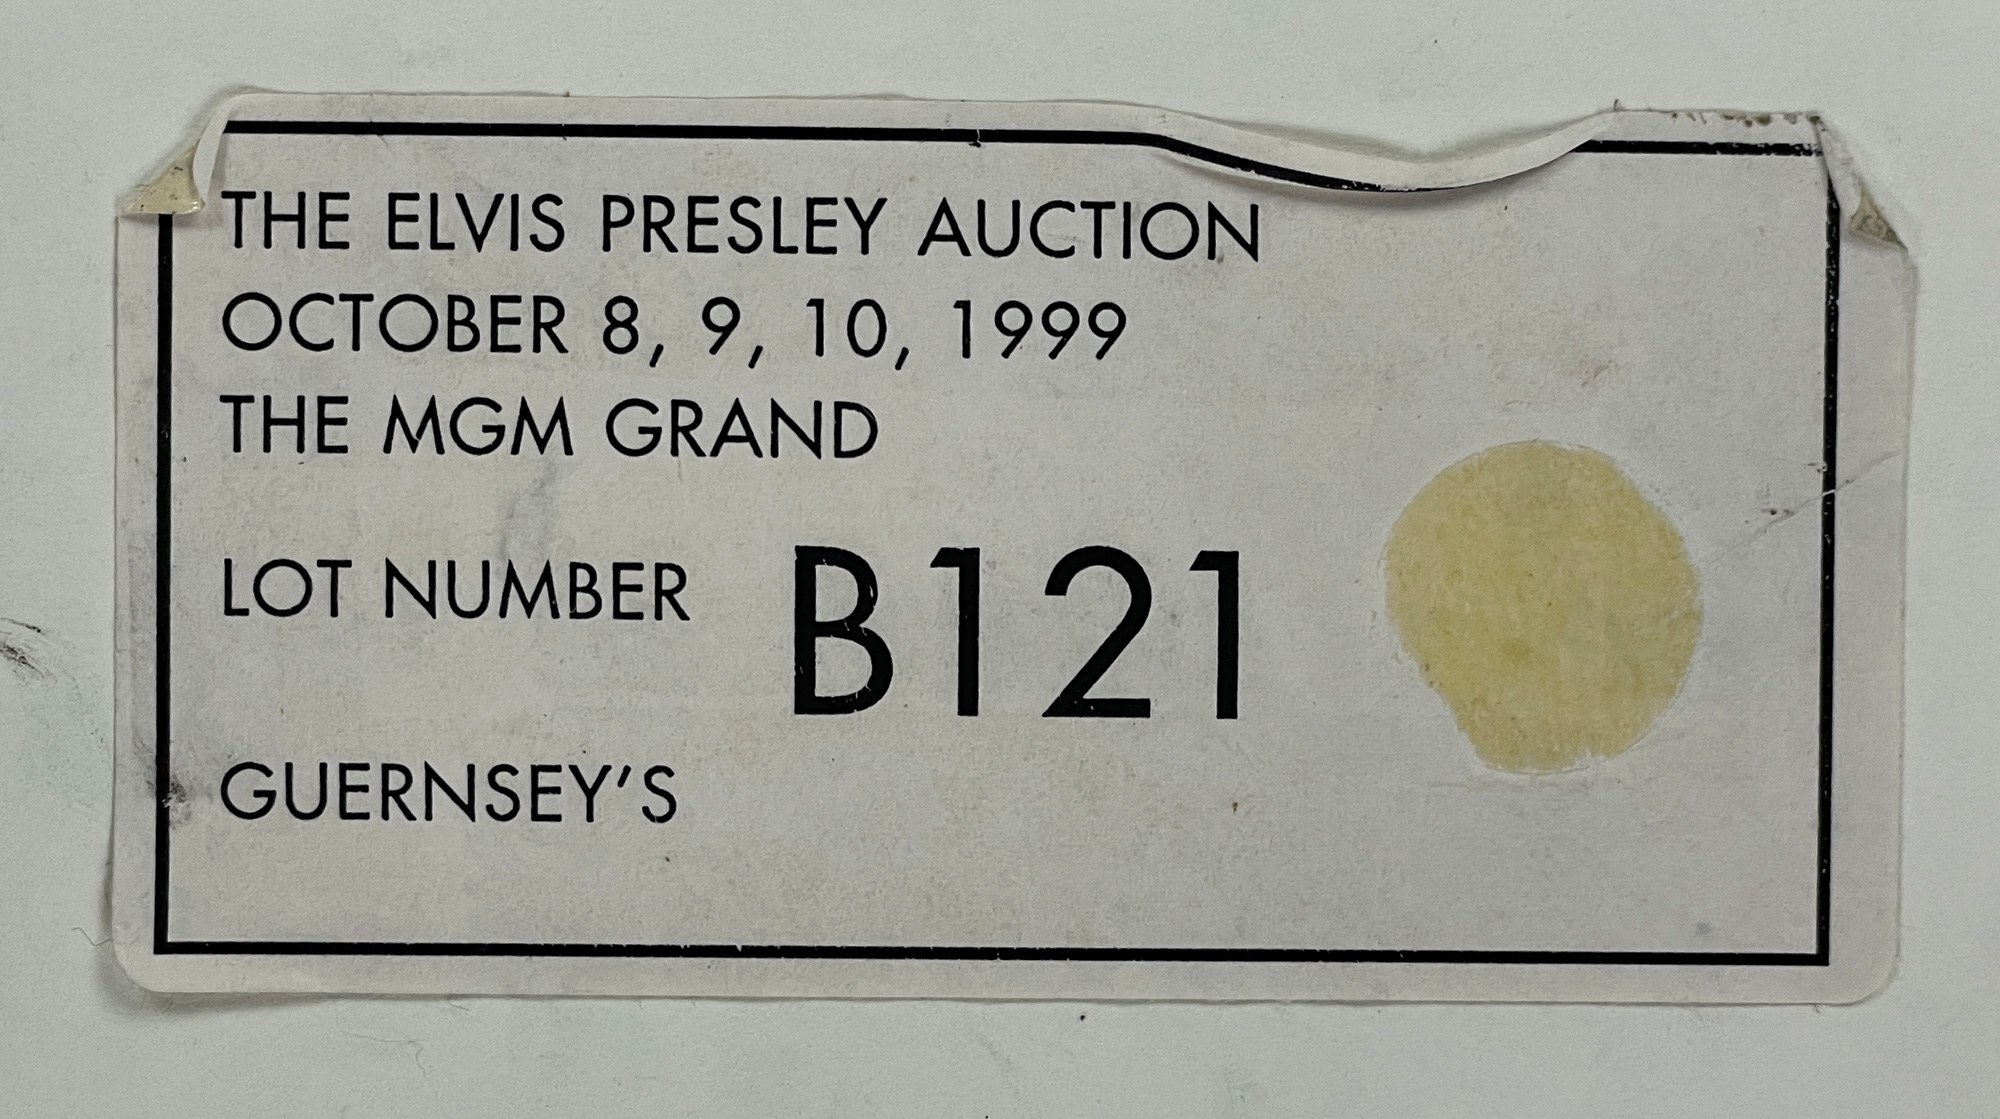 THE ELVIS PRESLEY AUCTION
OCTOBER 8, 9, 10, 1999
THE MGM GRAND
LOT NUMBER B121
GUERNSEY’S